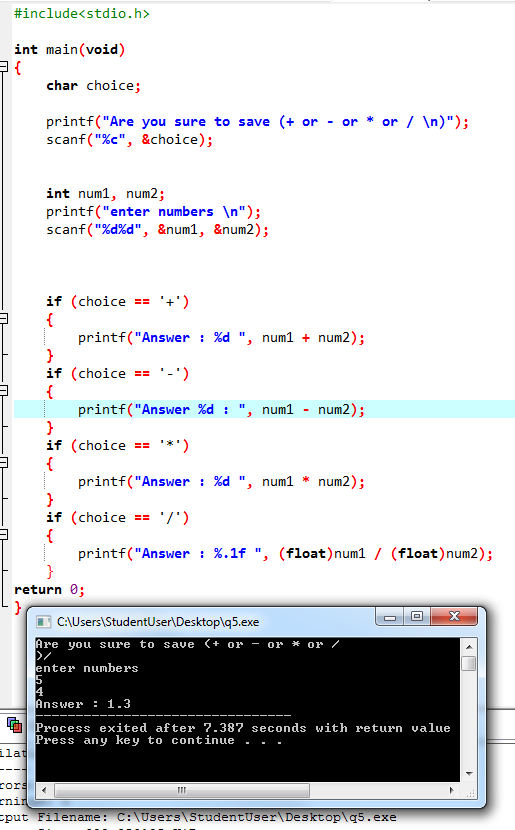 #include<stdio.h>
int main(void)
{
char choice;
printf("Are you sure to save (+ or - or * or / \n)");
scanf("%c", &choice);
int num1, num2;
printf("enter numbers \n");
scanf("%d%d", &num1, &num2);
if (choice == '+')
{
printf("Answer : %d ", num1 + num2);
}
if (choice == '-')
{
printf("Answer %d : ", num1 - num2);
}
if (choice == '*')
{
printf("Answer : %d ", num1 * num2);
}
if (choice == '/')
{
printf("Answer : %.1f ", (float)num1 / (float)num2);
}
return 0;
}
C:\Users\StudentUser\Desktop\q5.exe
Are you sure to save (+ or - or * or /
)/
enter numbers
5
4
Answer : 1.3
--------------------------------
Process exited after 7.387 seconds with return value
Press any key to continue . . .
Filename: C:\Users\StudentUser\Desktop\q5.exe